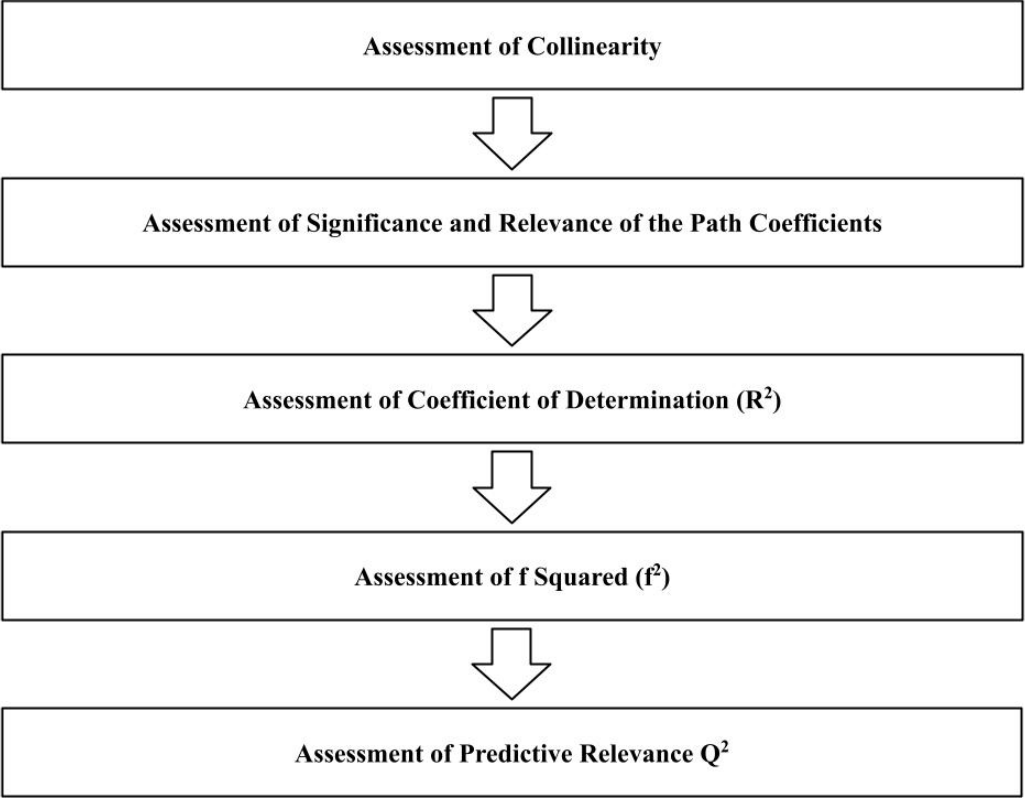 Assessment of Collinearity
Assessment of Significance and Relevance of the Path Coefficients
Assessment of Coefficient of Determination (R²)
Assessment of f Squared (f²)
Assessment of Predictive Relevance Q²